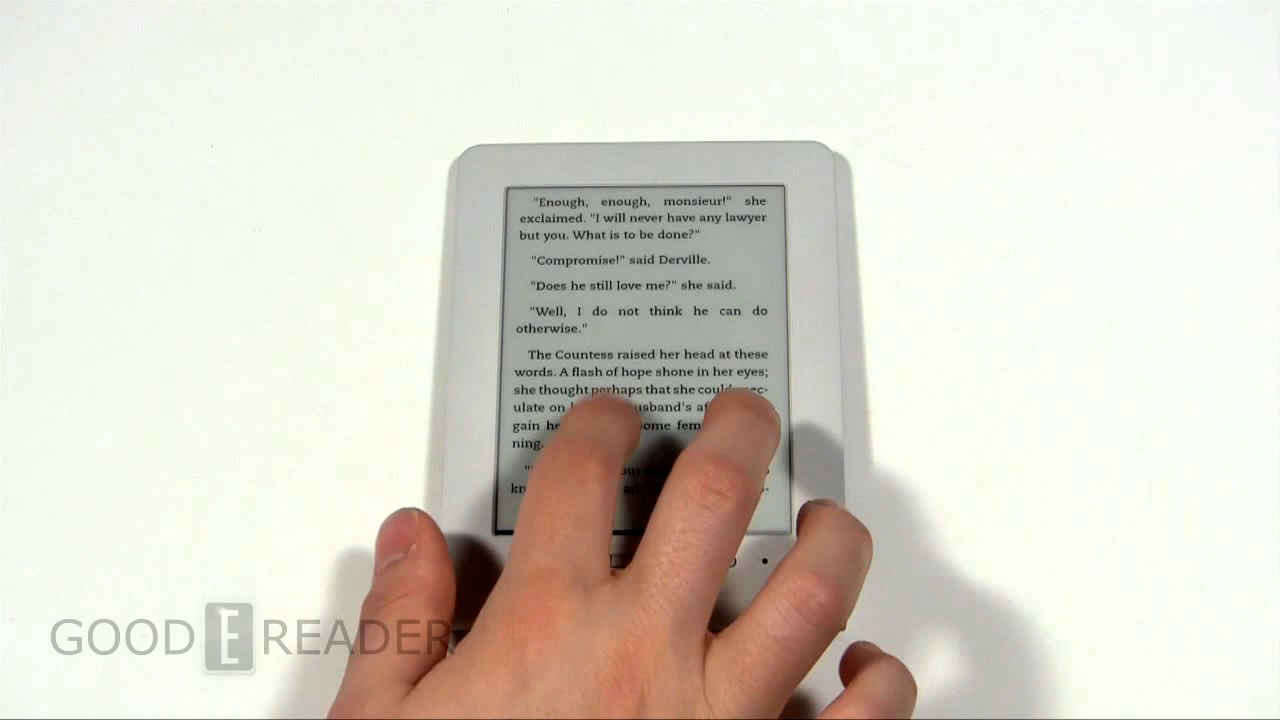 "Enough, enough, monsieur!" she
exclaimed. "I will never have any lawyer
but you. What is to be done?"
"Compromise!" said Derville.
"Does he still love me?" she said.
"Well, I do not think he can do
otherwise."
The Countess raised her head at these
words. A flash of hope shone in her eyes;
she thought perhaps that she could spec-
ulate on
gain
ning.
GOOD E READER